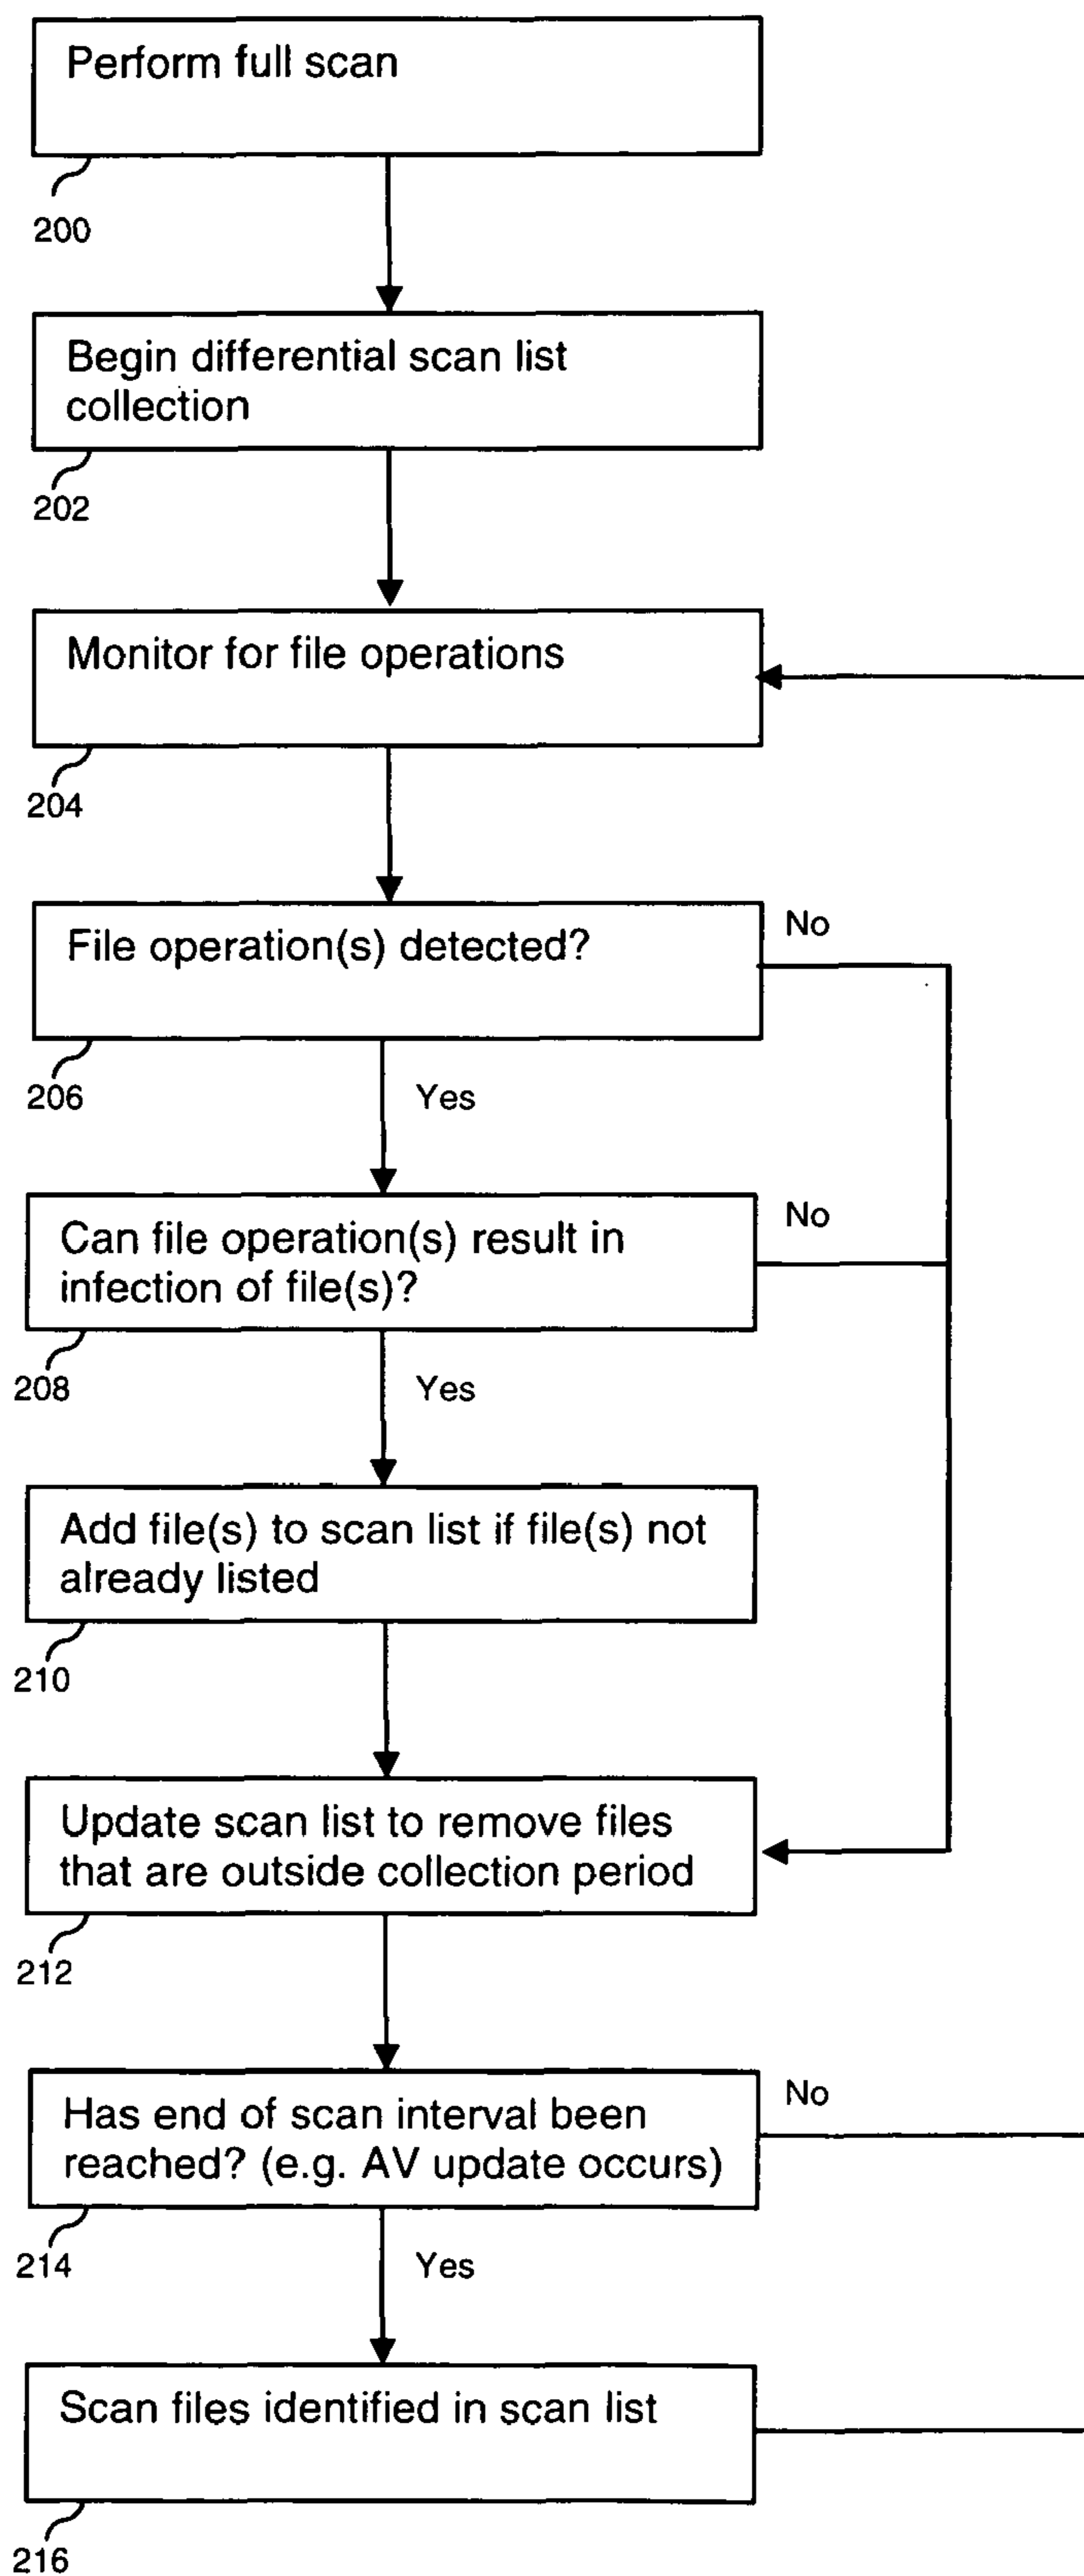 Perform full scan
200
Begin differential scan list
collection
202
Monitor for file operations
204
File operation(s) detected?
No
206
Yes
Can file operation(s) result in
infection of file(s)?
No
208
Yes
Add file(s) to scan list if file(s) not
already listed
210
Update scan list to remove files
that are outside collection period
212
Has end of scan interval been
reached? (e.g. AV update occurs)
No
214
Yes
Scan files identified in scan list
216